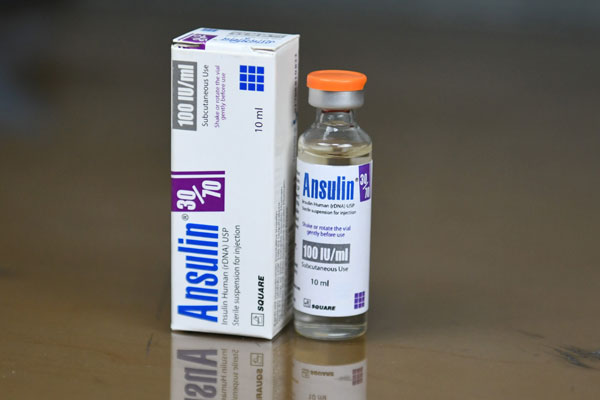 Ansulin® 30/70
Insulin Human (rDNA) USP
Sterile suspension for injection
100 IU/ml
Subcutaneous Use
Shake or rotate the vial
gently before use
10 ml
SQUARE
Ansulin® 30/70
Insulin Human (rDNA) USP
Sterile suspension for injection
Shake or rotate the vial
gently before use
100 IU/ml
Subcutaneous Use
10 ml
SQUARE